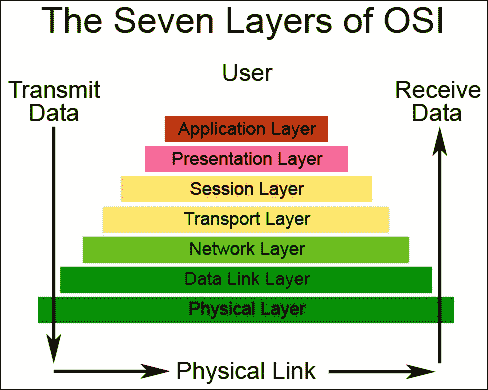 The Seven Layers of OSI
User
Transmit
Data
Receive
Data
Application Layer
Presentation Layer
Session Layer
Transport Layer
Network Layer
Data Link Layer
Physical Layer
Physical Link